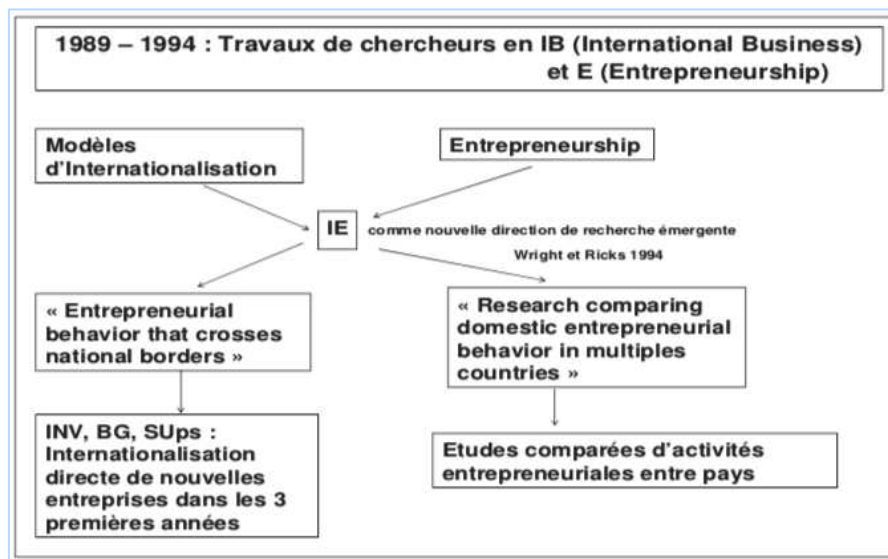 1989 – 1994 : Travaux de chercheurs en IB (International Business)
et E (Entrepreneurship)
Modèles
d'Internationalisation
Entrepreneurship
IE
comme nouvelle direction de recherche émergente
Wright et Ricks 1994
« Entrepreneurial
behavior that crosses
national borders »
« Research comparing
domestic entrepreneurial
behavior in multiples
countries »
INV, BG, SUps :
Internationalisation
directe de nouvelles
entreprises dans les 3
premières années
Etudes comparées d'activités
entrepreneuriales entre pays